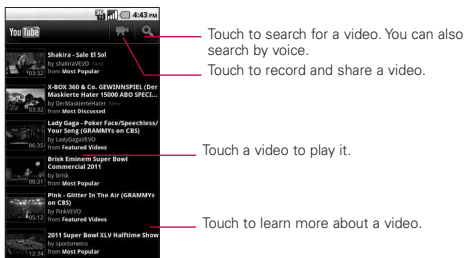 4:43 PM
You Tube
Touch to search for a video. You can also
search by voice.
Touch to record and share a video.
Shakira - Sale El Sol
by shakiraVEVO New
03:32 from Most Popular
X-BOX 360 & Co. GEWINNSPIEL (Der
Maskierte Hater 15000 ABO SPECI...
by DerMaskierteHater New
03:32 from Most Discussed
Lady Gaga - Poker Face/Speechless/
Your Song (GRAMMYs on CBS)
by LadyGagaVEVO
06:35 from Featured Videos
Touch a video to play it.
Brisk Eminem Super Bowl
Commercial 2011
by brisk
00:31 from Most Popular
P!nk - Glitter In The Air (GRAMMYs
on CBS)
by PinkVEVO
05:12 from Featured Videos
Touch to learn more about a video.
2011 Super Bowl XLV Halftime Show
by sportsmetro
12:34 from Most Popular